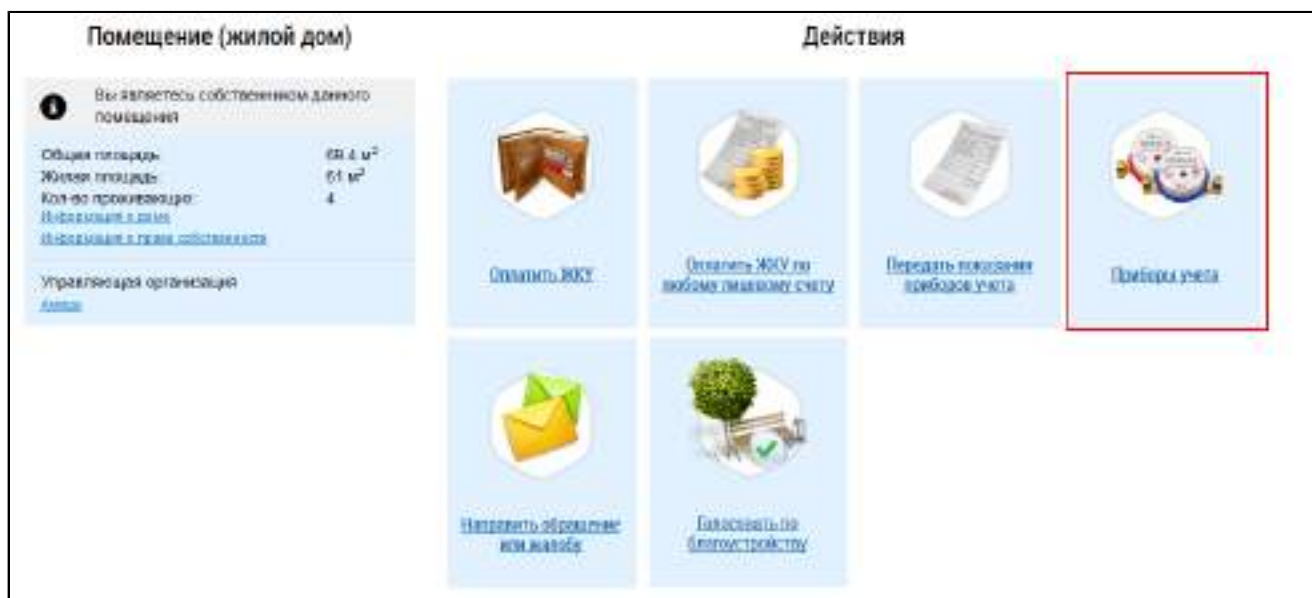 Помещение (жилой дом)
Действия
Вы являетесь собственником данного
помещения
Общая площадь 69.4 м²
Жилая площадь 61 м²
Кол-во проживающих: 4
Информация о доме
Информация о праве собственности
Управляющая организация
Оплатить ЖКУ
Оплатить ЖКУ по
любому лицевому счету
Передать показания
приборов учета
Приборы учета
Направить обращение
или жалобу
Голосовать по
благоустройству